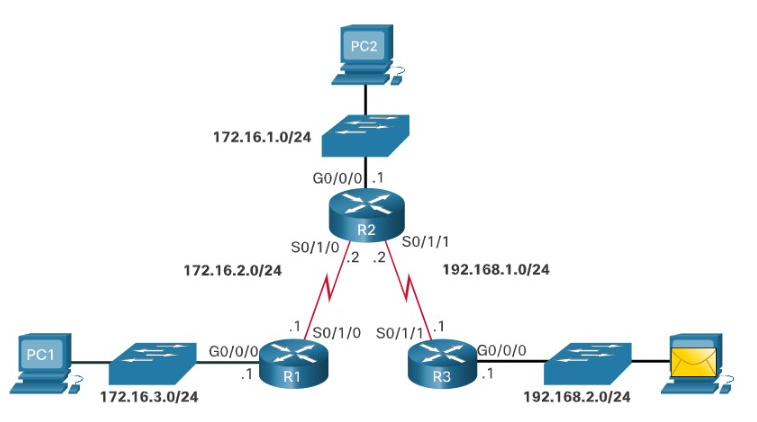 PC2
172.16.1.0/24
G0/0/0 .1
R2
S0/1/0 S0/1/1
.2 .2
172.16.2.0/24
192.168.1.0/24
.1 S0/1/0
S0/1/1 .1
PC1
G0/0/0
.1
R1
R3
G0/0/0
.1
172.16.3.0/24
192.168.2.0/24